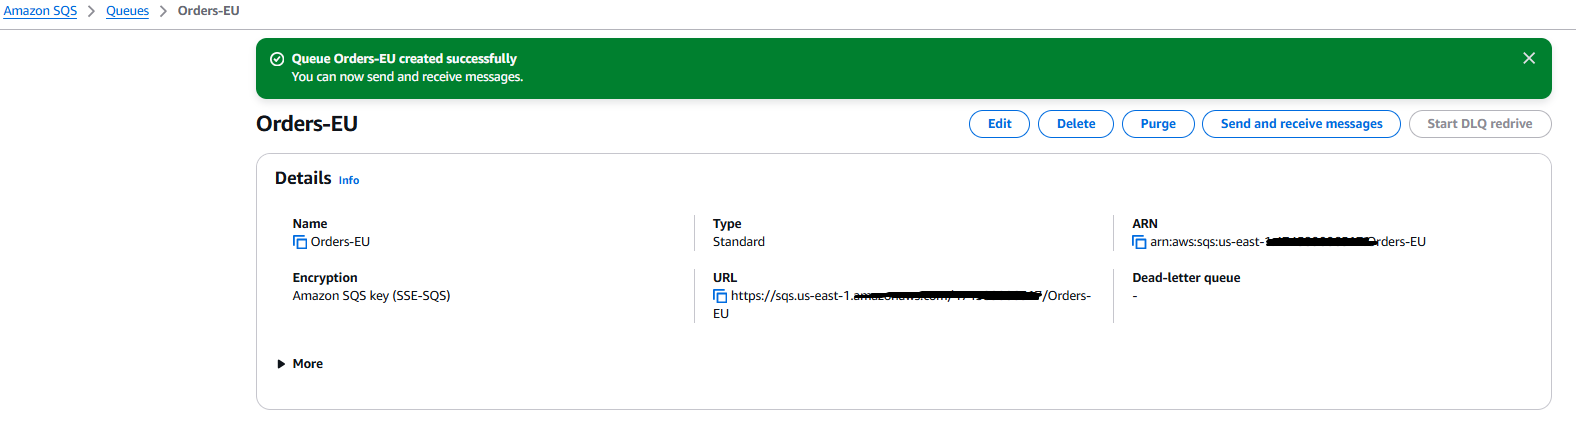 Amazon SQS > Queues > Orders-EU
Queue Orders-EU created successfully
You can now send and receive messages.
Orders-EU
Edit
Delete
Purge
Send and receive messages
Start DLQ redrive
Details Info
Name
Orders-EU
Type
Standard
ARN
arn:aws:sqs:us-east- rders-EU
Encryption
Amazon SQS key (SSE-SQS)
URL
https://sqs.us-east-1. /Orders-
EU
Dead-letter queue
-
More